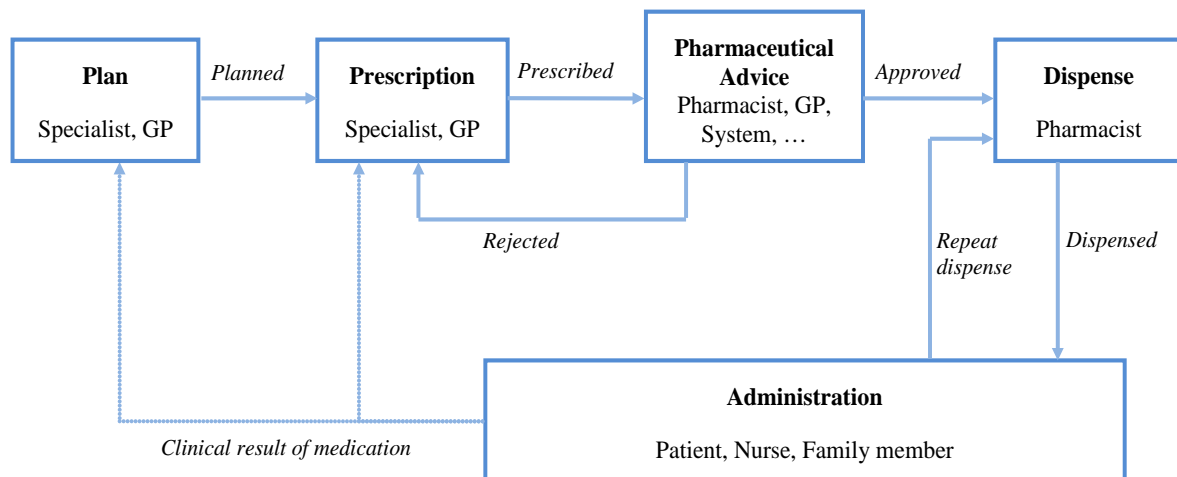 Plan
Specialist, GP
Planned
Prescription
Specialist, GP
Prescribed
Pharmaceutical
Advice
Pharmacist, GP,
System, …
Approved
Dispense
Pharmacist
Rejected
Repeat
dispense
Dispensed
Administration
Patient, Nurse, Family member
Clinical result of medication